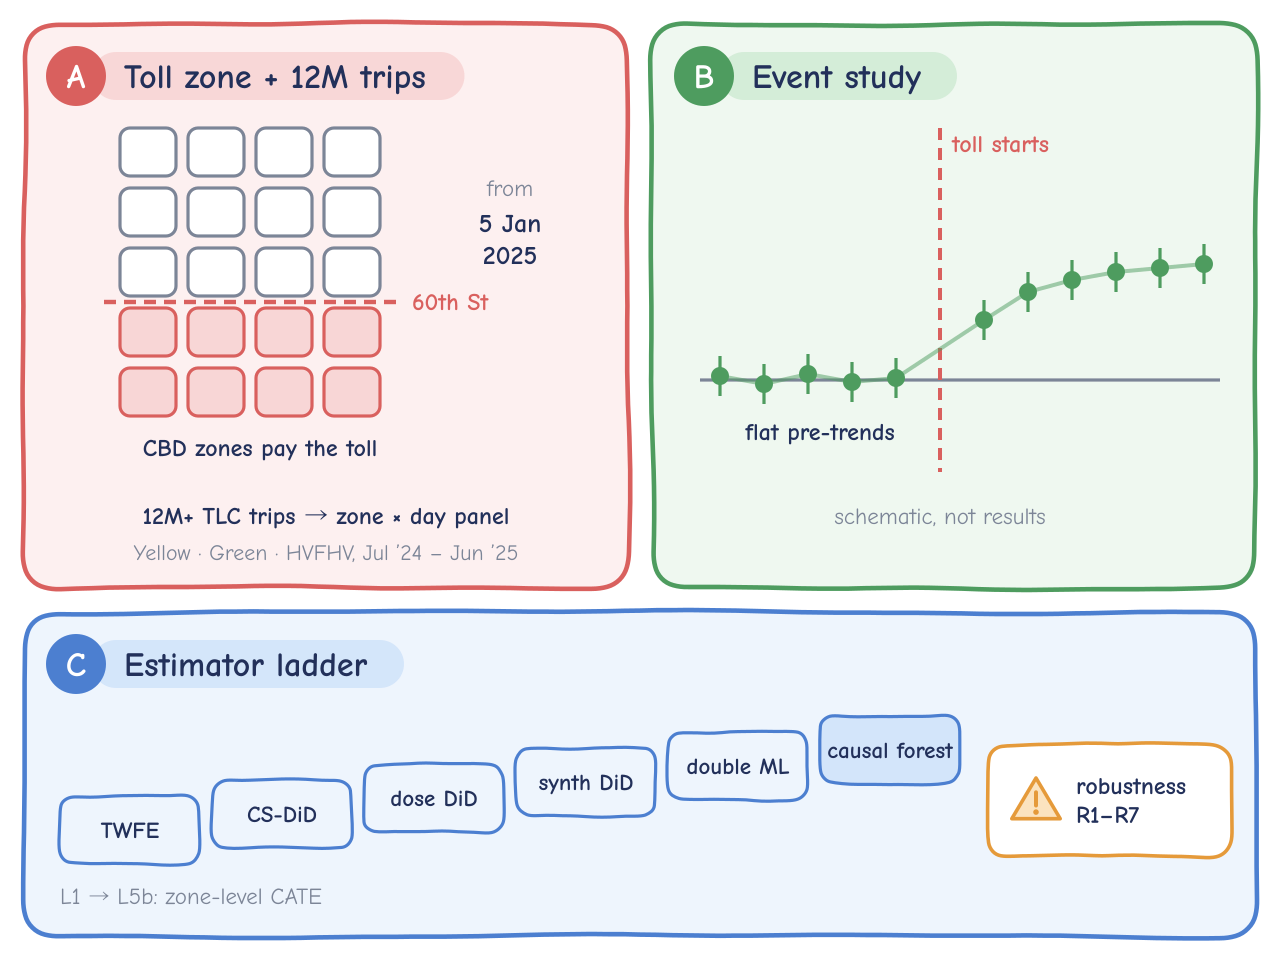 A Toll zone + 12M trips
from
5 Jan
2025
60th St
CBD zones pay the toll
12M+ TLC trips → zone × day panel
Yellow · Green · HVFHV, Jul '24 – Jun '25
B Event study
toll starts
flat pre-trends
schematic, not results
C Estimator ladder
TWFE
CS-DiD
dose DiD
synth DiD
double ML
causal forest
robustness
R1–R7
L1 → L5b: zone-level CATE